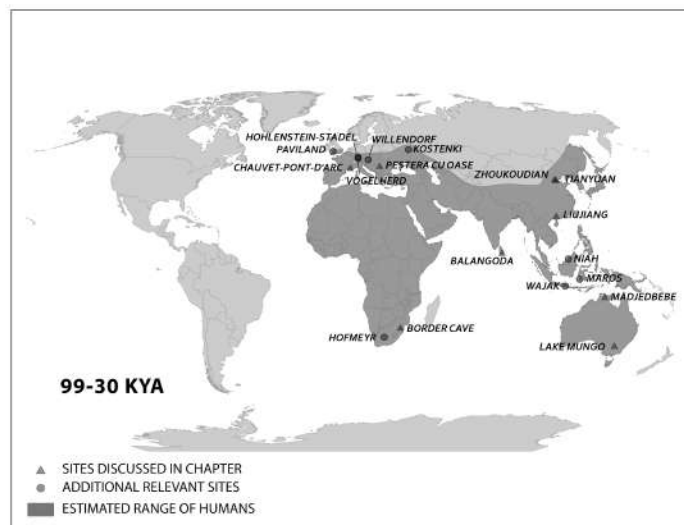 HOHLENSTEIN-STADEL
WILLENDORF
PAVILAND
KOSTENKI
CHAUVET-PONT-D'ARC
PESTERA CU OASE
VOGELHERD
ZHOUKOUDIAN
TIANYUAN
LIUJIANG
BALANGODA
NIAH
MAROS
WAJAK
MADJEDBEBE
HOFMEYR
BORDER CAVE
LAKE MUNGO
99-30 KYA
SITES DISCUSSED IN CHAPTER
ADDITIONAL RELEVANT SITES
ESTIMATED RANGE OF HUMANS